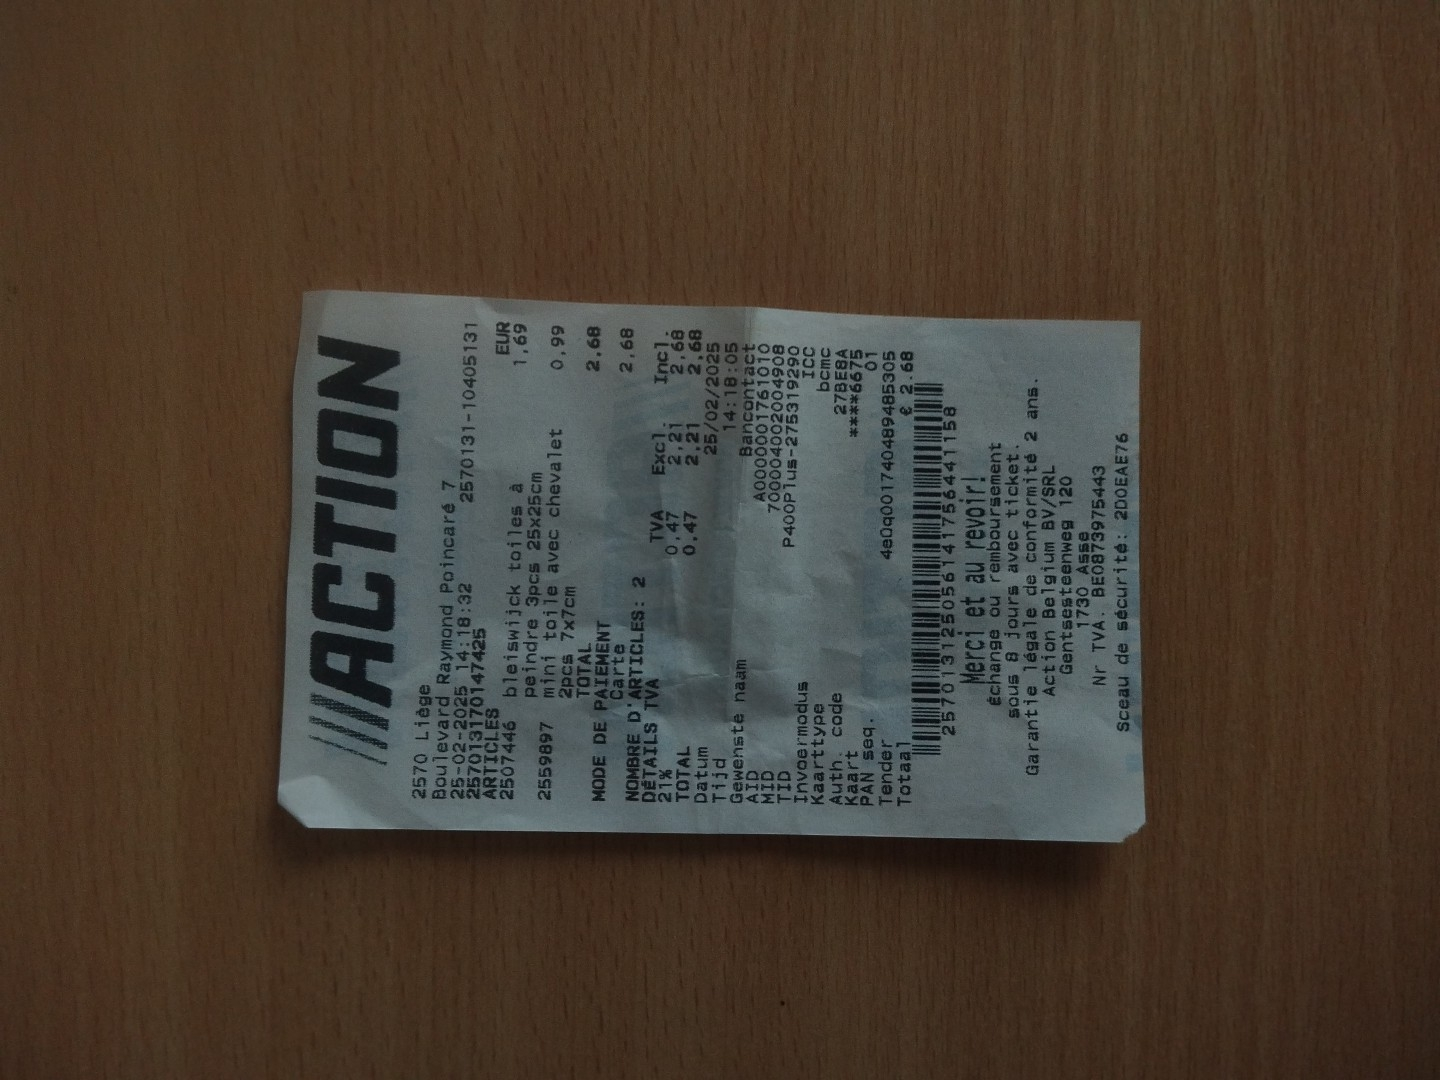 ACTION
2570 Liège
Boulevard Raymond Poincaré 7
25-02-2025 14:18:32 2570131-10405131
2570131701​47425
ARTICLES EUR
2507446 bleiswijck toiles à 1,69
peindre 3pcs 25x25cm
2559897 mini toile avec chevalet 0,99
2pcs 7x7cm
TOTAL 2,68
MODE DE PAIEMENT
Carte 2,68
NOMBRE D'ARTICLES: 2
DÉTAILS TVA TVA Excl. Incl.
21% 0,47 2,21 2,68
TOTAL 0,47 2,21 2,68
Datum 25/02/2025
Tijd 14:18:05
Gewenste naam Bancontact
AID A0000001761010
MID 700004002004908
TID P400Plus-275319290
Invoermodus ICC
Kaarttype bcmc
Auth. code 27BE8A
Kaart ****6675
PAN seq. 01
Tender 4e0q001740489485305
Totaal € 2.68
2570131250561417564411​58
Merci et au revoir!
échange ou remboursement
sous 8 jours avec ticket.
Garantie légale de conformité 2 ans.
Action Belgium BV/SRL
Gentsesteenweg 120
1730 Asse
Nr TVA. BE0873975443
Sceau de sécurité: 2D0EAE76